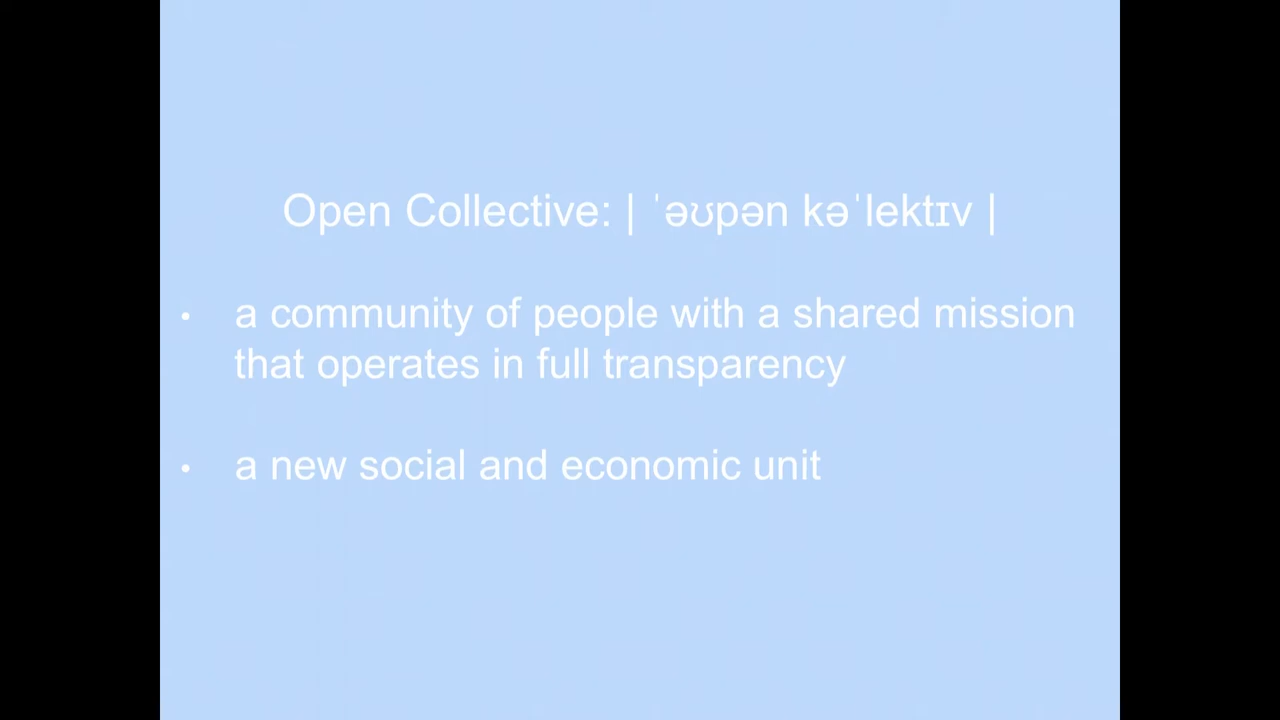 Open Collective: | ˈəʊpən kəˈlektɪv |
• a community of people with a shared mission
that operates in full transparency
• a new social and economic unit